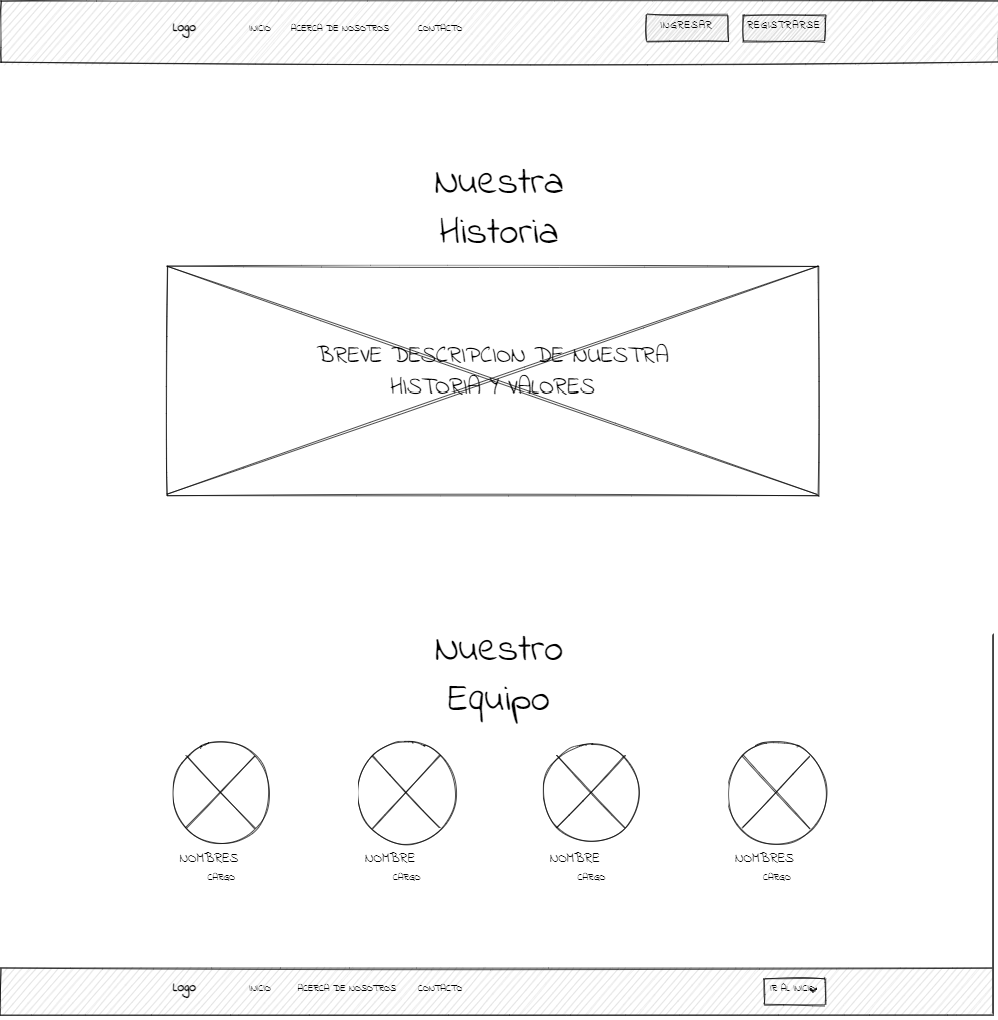 Logo INICIO ACERCA DE NOSOTROS CONTACTO INGRESAR REGISTRARSE
Nuestra
Historia
BREVE DESCRIPCION DE NUESTRA
HISTORIA Y VALORES
Nuestro
Equipo
NOMBRES NOMBRE NOMBRE NOMBRES
CARGO CARGO CARGO CARGO
Logo INICIO ACERCA DE NOSOTROS CONTACTO IR AL INICIO